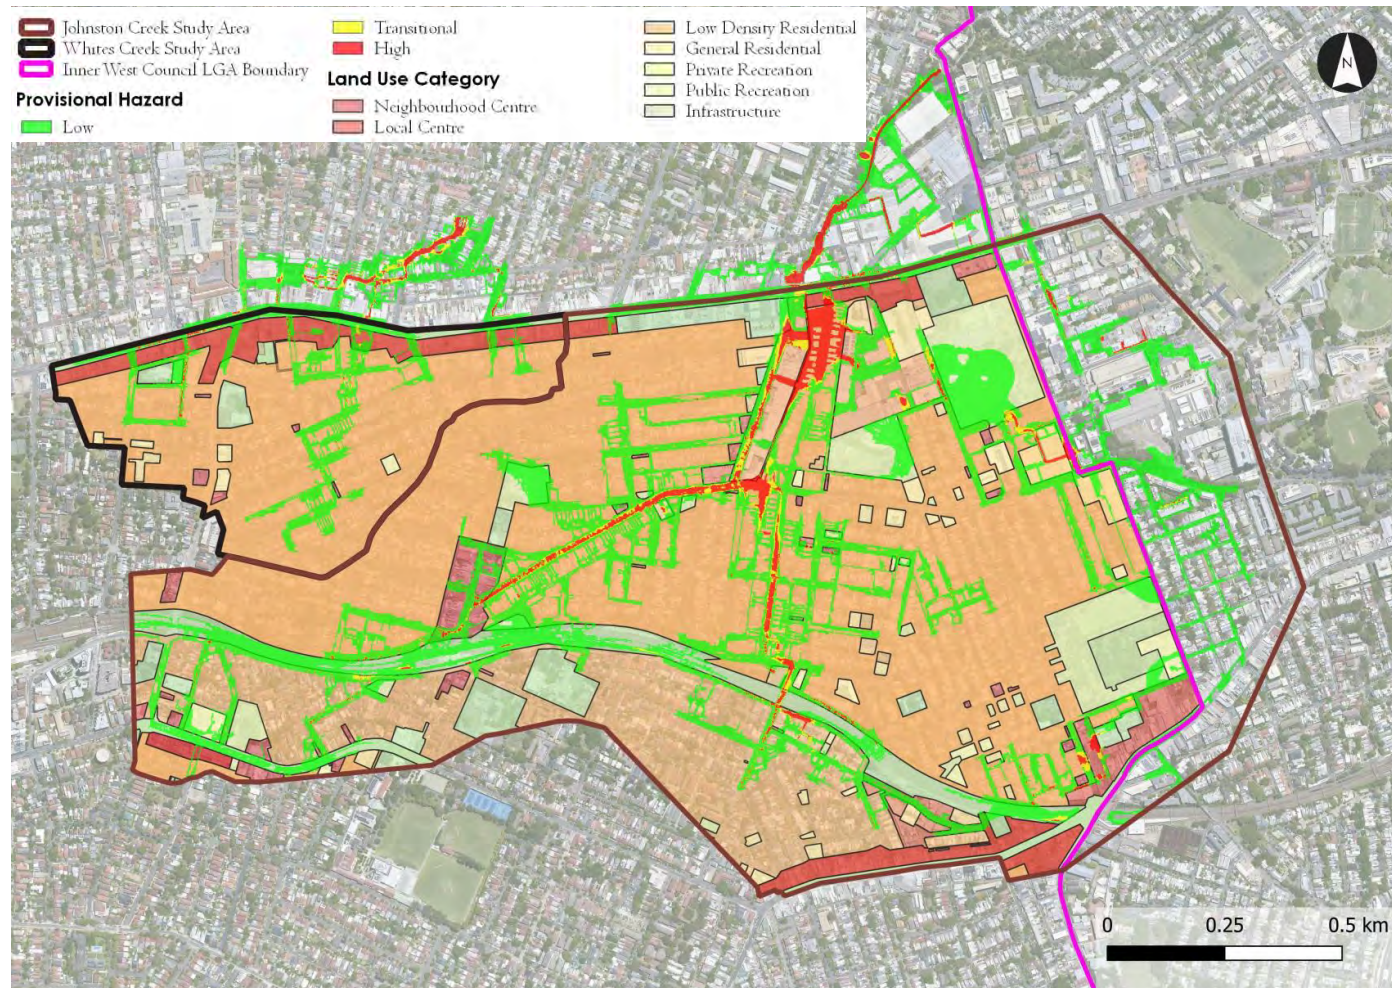 Johnston Creek Study Area
Whites Creek Study Area
Inner West Council LGA Boundary
Provisional Hazard
Low
Transitional
High
Land Use Category
Neighbourhood Centre
Local Centre
Low Density Residential
General Residential
Private Recreation
Public Recreation
Infrastructure
N
0 0.25 0.5 km